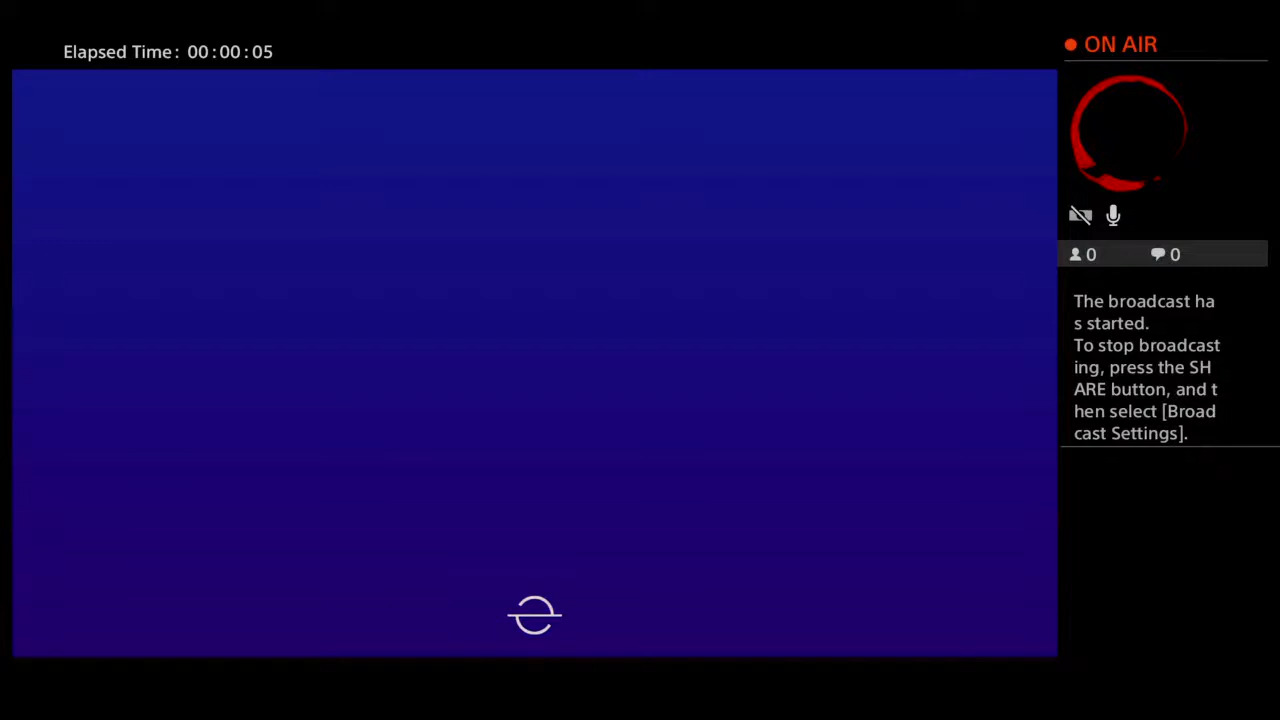 Elapsed Time: 00:00:05
ON AIR
0 0
The broadcast ha
s started.
To stop broadcast
ing, press the SH
ARE button, and t
hen select [Broad
cast Settings].